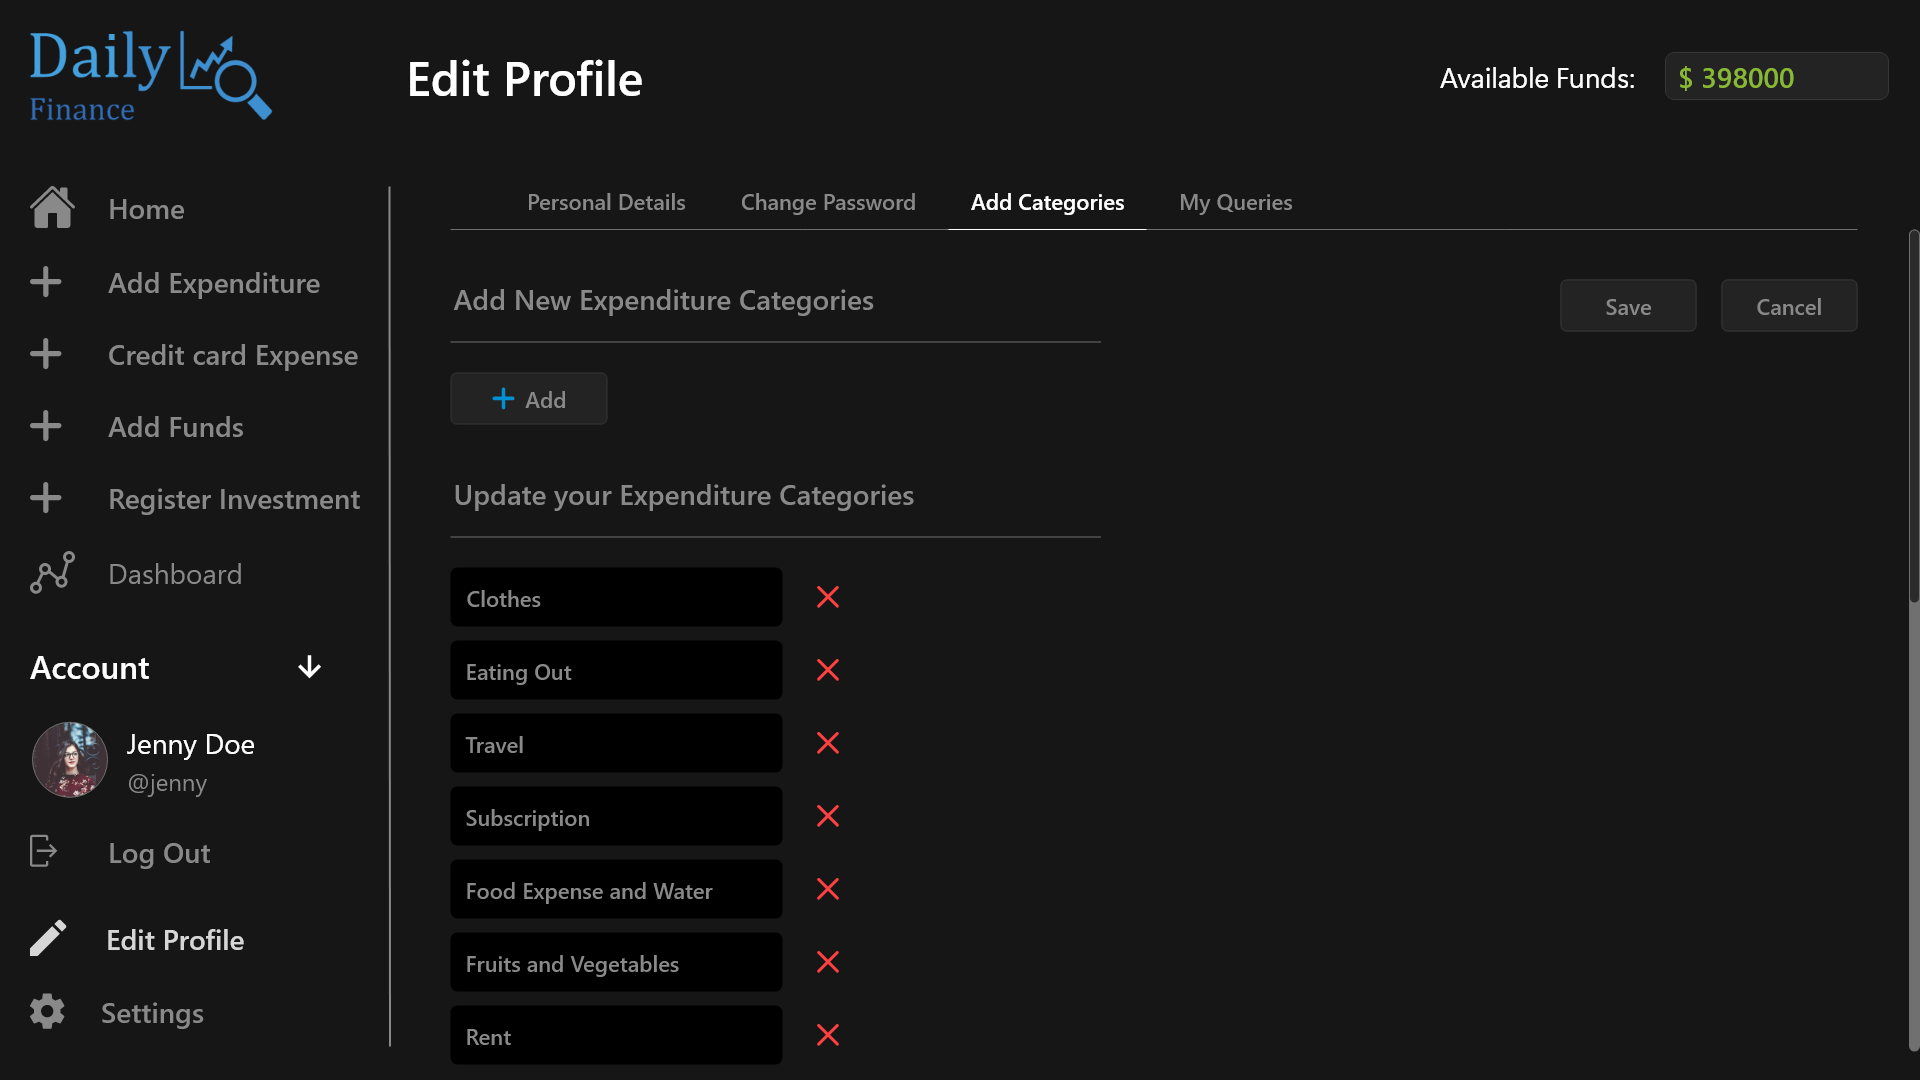 Daily
Finance
Edit Profile
Available Funds:
$ 398000
Home
Add Expenditure
Credit card Expense
Add Funds
Register Investment
Dashboard
Account
Jenny Doe
@jenny
Log Out
Edit Profile
Settings
Personal Details
Change Password
Add Categories
My Queries
Add New Expenditure Categories
Save
Cancel
Add
Update your Expenditure Categories
Clothes
Eating Out
Travel
Subscription
Food Expense and Water
Fruits and Vegetables
Rent